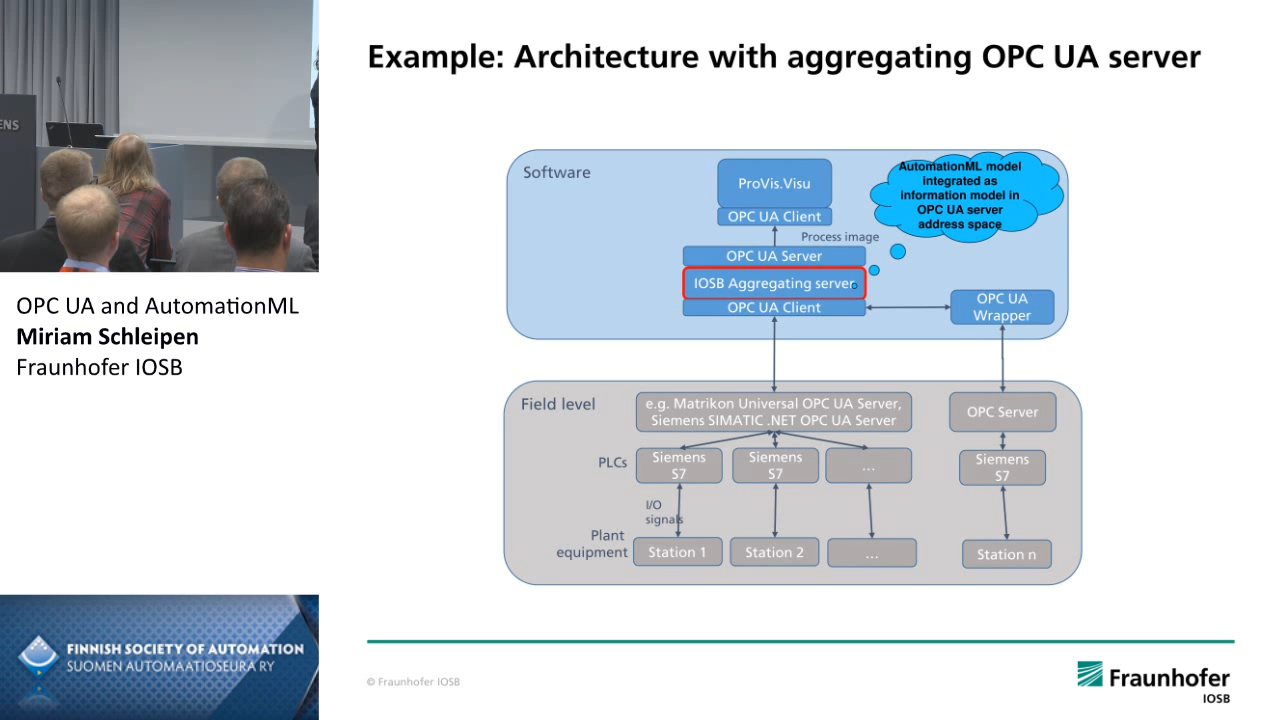 ENS
OPC UA and AutomationML
Miriam Schleipen
Fraunhofer IOSB
FINNISH SOCIETY OF AUTOMATION
SUOMEN AUTOMAATIOSEURA RY
Example: Architecture with aggregating OPC UA server
Software
ProVis.Visu
OPC UA Client
Process image
OPC UA Server
IOSB Aggregating server
OPC UA Client
AutomationML model
integrated as
information model in
OPC UA server
address space
OPC UA
Wrapper
Field level
e.g. Matrikon Universal OPC UA Server,
Siemens SIMATIC .NET OPC UA Server
OPC Server
PLCs
Siemens
S7
Siemens
S7
...
Siemens
S7
I/O
signals
Plant
equipment
Station 1
Station 2
...
Station n
© Fraunhofer IOSB
Fraunhofer
IOSB